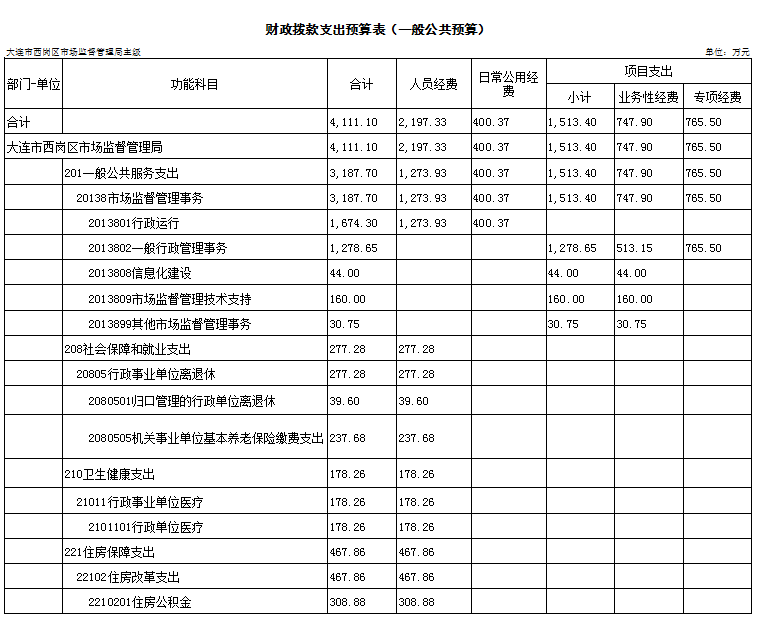 财政拨款支出预算表（一般公共预算）
大连市西岗区市场监督管理局主级 单位：万元
部门-单位 功能科目 合计 人员经费 日常公用经费 项目支出
小计 业务性经费 专项经费
合计 4,111.10 2,197.33 400.37 1,513.40 747.90 765.50
大连市西岗区市场监督管理局 4,111.10 2,197.33 400.37 1,513.40 747.90 765.50
201一般公共服务支出 3,187.70 1,273.93 400.37 1,513.40 747.90 765.50
20138市场监督管理事务 3,187.70 1,273.93 400.37 1,513.40 747.90 765.50
2013801行政运行 1,674.30 1,273.93 400.37
2013802一般行政管理事务 1,278.65 1,278.65 513.15 765.50
2013808信息化建设 44.00 44.00 44.00
2013809市场监督管理技术支持 160.00 160.00 160.00
2013899其他市场监督管理事务 30.75 30.75 30.75
208社会保障和就业支出 277.28 277.28
20805行政事业单位离退休 277.28 277.28
2080501归口管理的行政单位离退休 39.60 39.60
2080505机关事业单位基本养老保险缴费支出 237.68 237.68
210卫生健康支出 178.26 178.26
21011行政事业单位医疗 178.26 178.26
2101101行政单位医疗 178.26 178.26
221住房保障支出 467.86 467.86
22102住房改革支出 467.86 467.86
2210201住房公积金 308.88 308.88